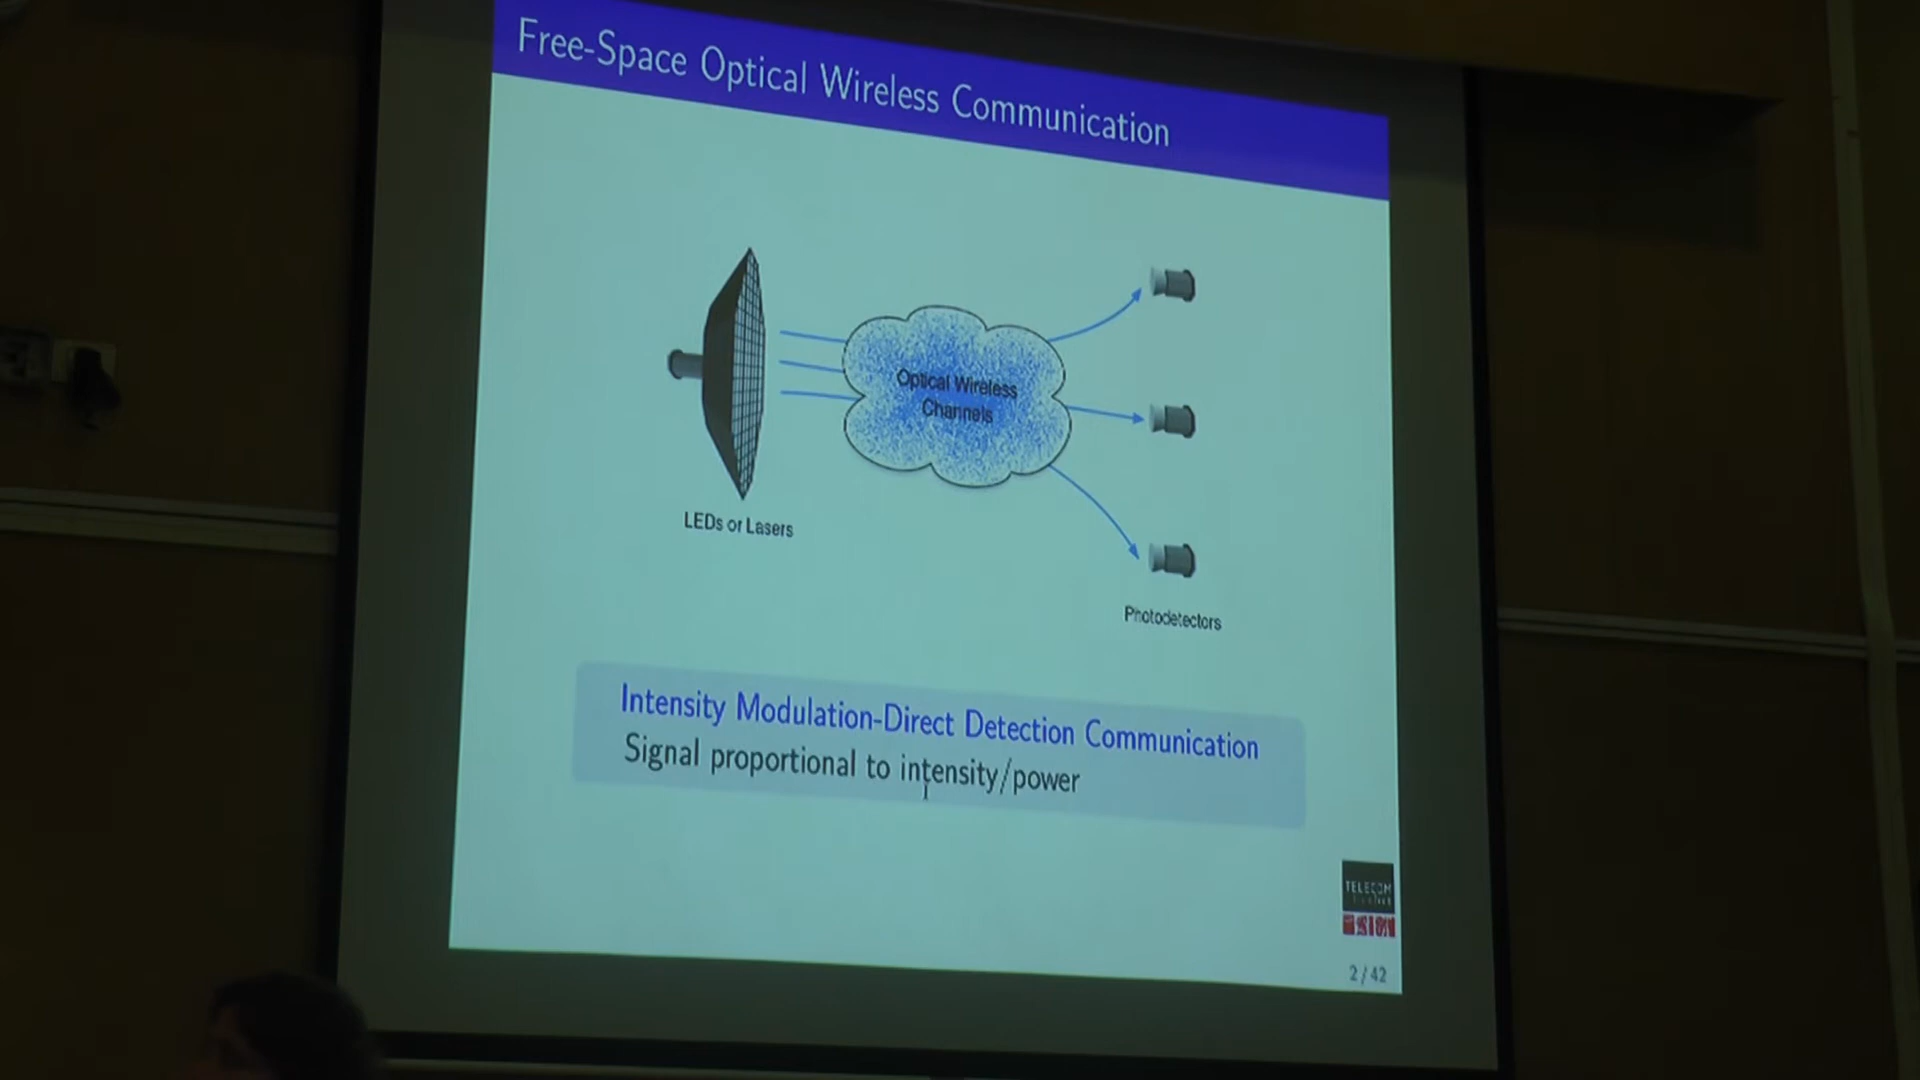 Free-Space Optical Wireless Communication
Optical Wireless
Channels
LEDs or Lasers
Photodetectors
Intensity Modulation-Direct Detection Communication
Signal proportional to intensity/power
TELECOM
2/42